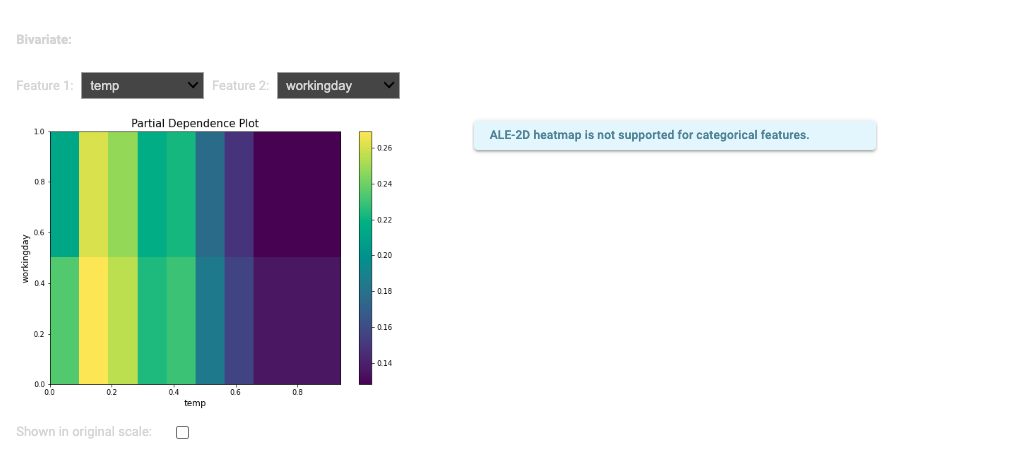 Bivariate:
Feature 1: temp Feature 2: workingday
Partial Dependence Plot
ALE-2D heatmap is not supported for categorical features.
1.0
0.8
0.6
0.4
0.2
0.0
workingday
0.0 0.2 0.4 0.6 0.8
temp
0.26
0.24
0.22
0.20
0.18
0.16
0.14
Shown in original scale: